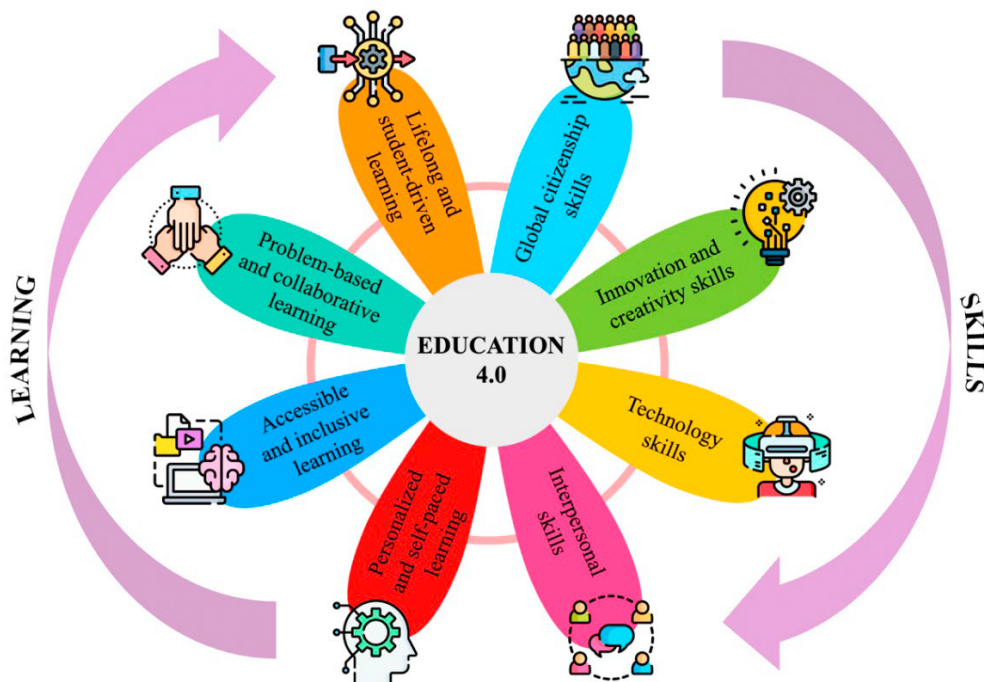 LEARNING
SKILLS
EDUCATION
4.0
Lifelong and
student-driven
learning
Global citizenship
skills
Innovation and
creativity skills
Technology
skills
Interpersonal
skills
Personalized
and self-paced
learning
Accessible
and inclusive
learning
Problem-based
and collaborative
learning